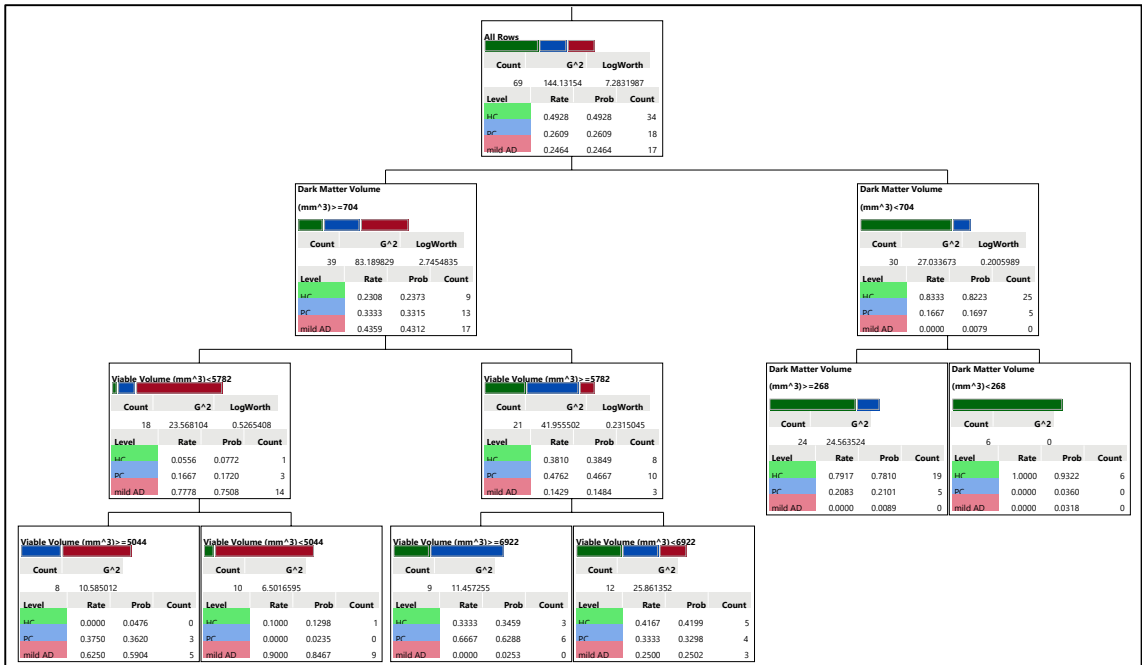 All Rows
Count G^2 LogWorth
69 144.13154 7.2831987
Level Rate Prob Count
HC 0.4928 0.4928 34
PC 0.2609 0.2609 18
mild AD 0.2464 0.2464 17
Dark Matter Volume
(mm^3)>=704
Count G^2 LogWorth
39 83.189829 2.7454835
Level Rate Prob Count
HC 0.2308 0.2373 9
PC 0.3333 0.3315 13
mild AD 0.4359 0.4312 17
Dark Matter Volume
(mm^3)<704
Count G^2 LogWorth
30 27.033673 0.2005989
Level Rate Prob Count
HC 0.8333 0.8223 25
PC 0.1667 0.1697 5
mild AD 0.0000 0.0079 0
Viable Volume (mm^3)<5782
Count G^2 LogWorth
18 23.568104 0.5265408
Level Rate Prob Count
HC 0.0556 0.0772 1
PC 0.1667 0.1720 3
mild AD 0.7778 0.7508 14
Viable Volume (mm^3)>=5782
Count G^2 LogWorth
21 41.955502 0.2315045
Level Rate Prob Count
HC 0.3810 0.3849 8
PC 0.4762 0.4667 10
mild AD 0.1429 0.1484 3
Dark Matter Volume
(mm^3)>=268
Count G^2
24 24.563524
Level Rate Prob Count
HC 0.7917 0.7810 19
PC 0.2083 0.2101 5
mild AD 0.0000 0.0089 0
Dark Matter Volume
(mm^3)<268
Count G^2
6 0
Level Rate Prob Count
HC 1.0000 0.9322 6
PC 0.0000 0.0360 0
mild AD 0.0000 0.0318 0
Viable Volume (mm^3)>=5044
Count G^2
8 10.585012
Level Rate Prob Count
HC 0.0000 0.0476 0
PC 0.3750 0.3620 3
mild AD 0.6250 0.5904 5
Viable Volume (mm^3)<5044
Count G^2
10 6.5016595
Level Rate Prob Count
HC 0.1000 0.1298 1
PC 0.0000 0.0235 0
mild AD 0.9000 0.8467 9
Viable Volume (mm^3)>=6922
Count G^2
9 11.457255
Level Rate Prob Count
HC 0.3333 0.3459 3
PC 0.6667 0.6288 6
mild AD 0.0000 0.0253 0
Viable Volume (mm^3)<6922
Count G^2
12 25.861352
Level Rate Prob Count
HC 0.4167 0.4199 5
PC 0.3333 0.3298 4
mild AD 0.2500 0.2502 3